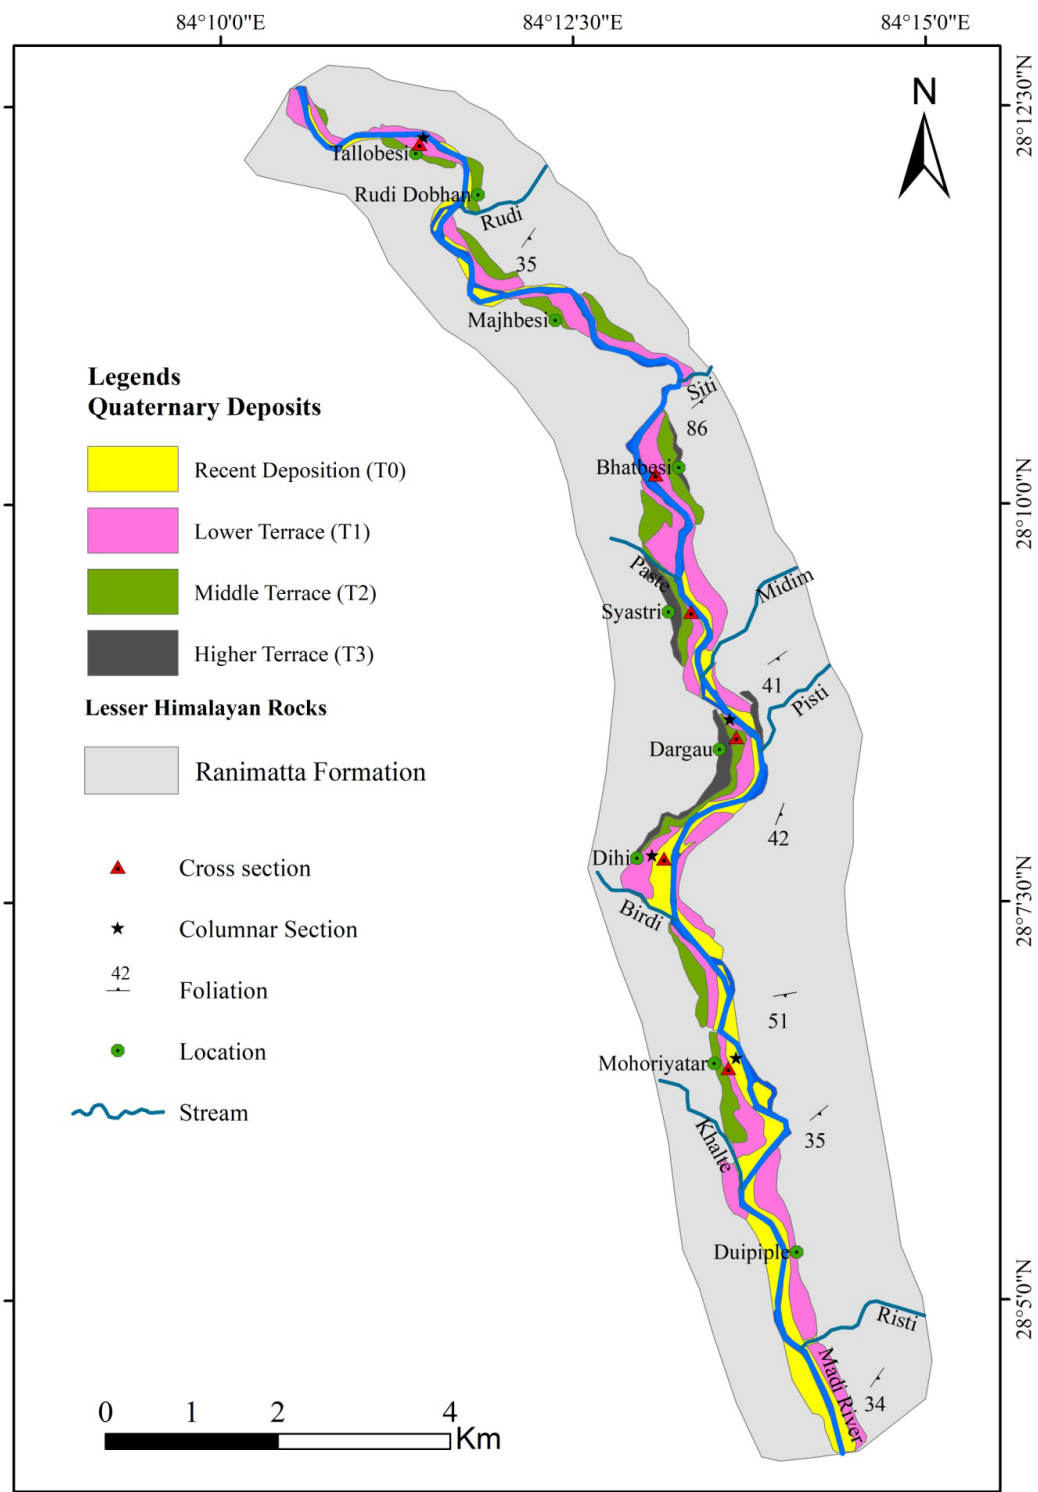 84°10'0"E
84°12'30"E
84°15'0"E
N
28°12'30"N
Tallobesi
Rudi Dobhan
Rudi
35
Majhbesi
Siti
86
Legends
Quaternary Deposits
Recent Deposition (T0)
Lower Terrace (T1)
Middle Terrace (T2)
Higher Terrace (T3)
Lesser Himalayan Rocks
Ranimatta Formation
Cross section
Columnar Section
42
Foliation
Location
Stream
Bhatbesi
28°10'0"N
Paste
Midim
Syastri
41
Pisti
Dargau
42
Dihi
Birdi
28°7'30"N
51
Mohoriyatar
Khalte
35
Duipiple
28°5'0"N
Risti
Madi River
34
0 1 2 4
Km